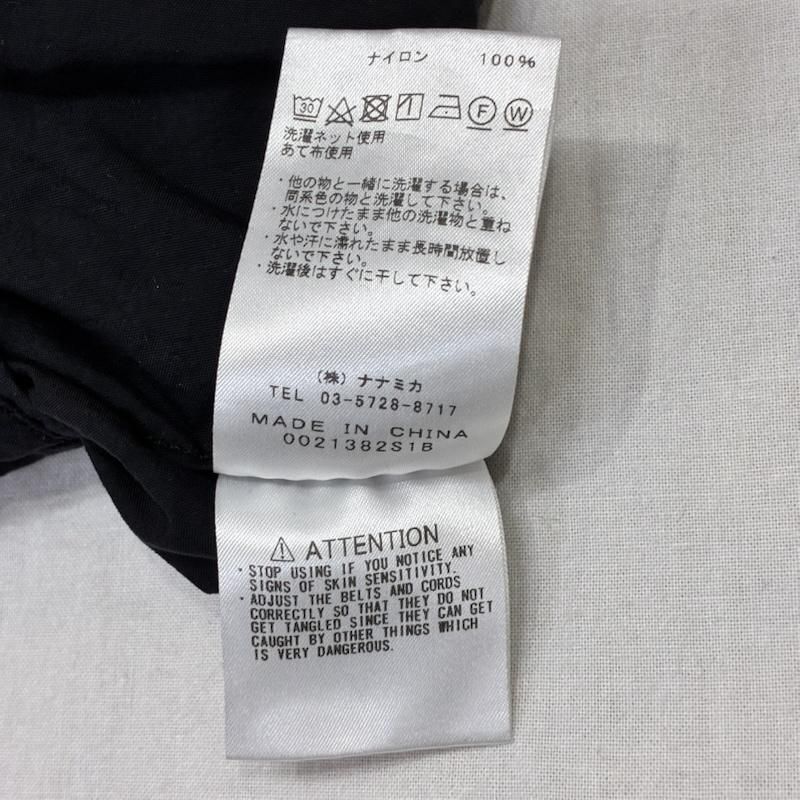 ナイロン 100%
30 F W
洗濯ネット使用
あて布使用
・他の物と一緒に洗濯する場合は、
同系色の物と洗濯して下さい。
・水につけたまま他の洗濯物と重ね
ないで下さい。
・水や汗に濡れたまま長時間放置し
ないで下さい。
・洗濯後はすぐに干して下さい。
(株) ナナミカ
TEL 03-5728-8717
MADE IN CHINA
0021382S1B
ATTENTION
・STOP USING IF YOU NOTICE ANY
SIGNS OF SKIN SENSITIVITY.
・ADJUST THE BELTS AND CORDS
CORRECTLY SO THAT THEY DO NOT
GET TANGLED SINCE THEY CAN GET
CAUGHT BY OTHER THINGS WHICH
IS VERY DANGEROUS.